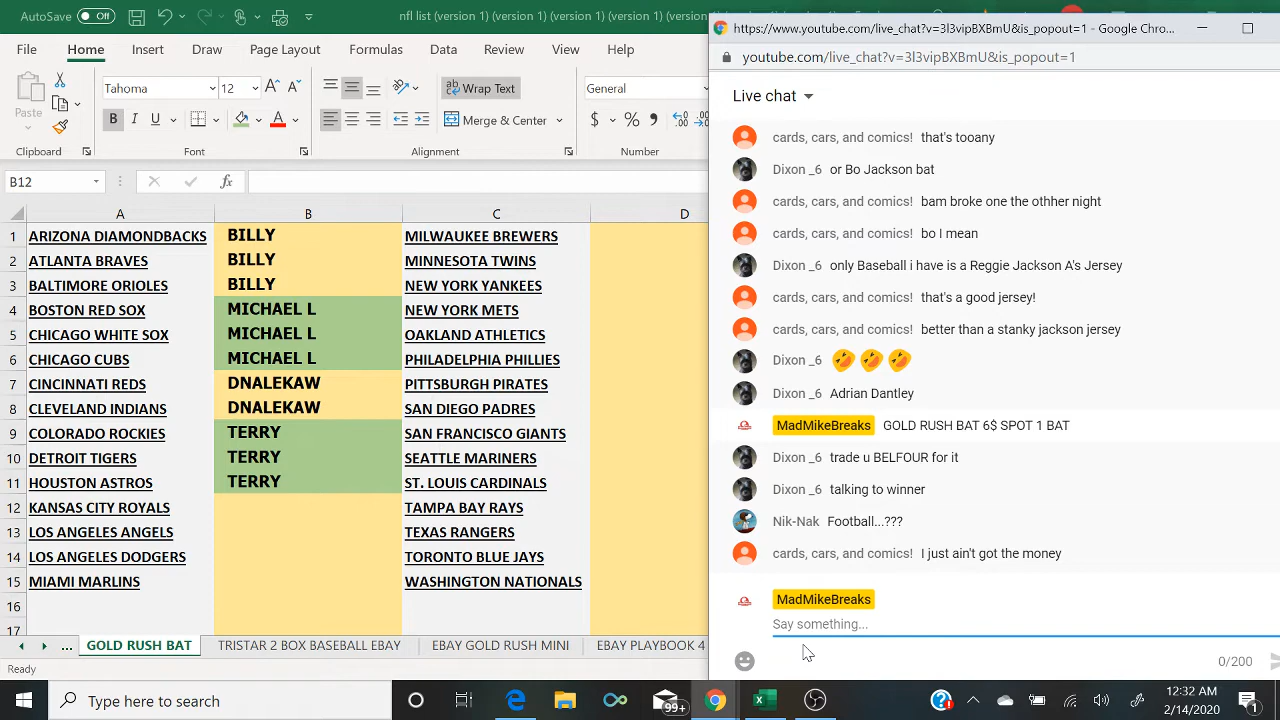 AutoSave Off
nfl list (version 1) (version 1) (version 1) (version 1) (versio
https://www.youtube.com/live_chat?v=3l3vipBXBmU&is_popout=1 - Google Chro...
youtube.com/live_chat?v=3l3vipBXBmU&is_popout=1
File Home Insert Draw Page Layout Formulas Data Review View Help
Paste
Tahoma 12
B I U A
Wrap Text
Merge & Center
General
$ % 9
Clipboard Font Alignment Number
B12
fx
A B C D
1 ARIZONA DIAMONDBACKS BILLY MILWAUKEE BREWERS
2 ATLANTA BRAVES BILLY MINNESOTA TWINS
3 BALTIMORE ORIOLES BILLY NEW YORK YANKEES
4 BOSTON RED SOX MICHAEL L NEW YORK METS
5 CHICAGO WHITE SOX MICHAEL L OAKLAND ATHLETICS
6 CHICAGO CUBS MICHAEL L PHILADELPHIA PHILLIES
7 CINCINNATI REDS DNALEKAW PITTSBURGH PIRATES
8 CLEVELAND INDIANS DNALEKAW SAN DIEGO PADRES
9 COLORADO ROCKIES TERRY SAN FRANCISCO GIANTS
10 DETROIT TIGERS TERRY SEATTLE MARINERS
11 HOUSTON ASTROS TERRY ST. LOUIS CARDINALS
12 KANSAS CITY ROYALS TAMPA BAY RAYS
13 LOS ANGELES ANGELS TEXAS RANGERS
14 LOS ANGELES DODGERS TORONTO BLUE JAYS
15 MIAMI MARLINS WASHINGTON NATIONALS
16
17
... GOLD RUSH BAT TRISTAR 2 BOX BASEBALL EBAY EBAY GOLD RUSH MINI EBAY PLAYBOOK 4
Ready
Live chat
cards, cars, and comics! that's tooany
Dixon _6 or Bo Jackson bat
cards, cars, and comics! bam broke one the othher night
cards, cars, and comics! bo I mean
Dixon _6 only Baseball i have is a Reggie Jackson A's Jersey
cards, cars, and comics! that's a good jersey!
cards, cars, and comics! better than a stanky jackson jersey
Dixon _6
Dixon _6 Adrian Dantley
MadMikeBreaks GOLD RUSH BAT 6$ SPOT 1 BAT
Dixon _6 trade u BELFOUR for it
Dixon _6 talking to winner
Nik-Nak Football...???
cards, cars, and comics! I just ain't got the money
MadMikeBreaks
Say something...
0/200
Type here to search
99+
12:32 AM
2/14/2020
1